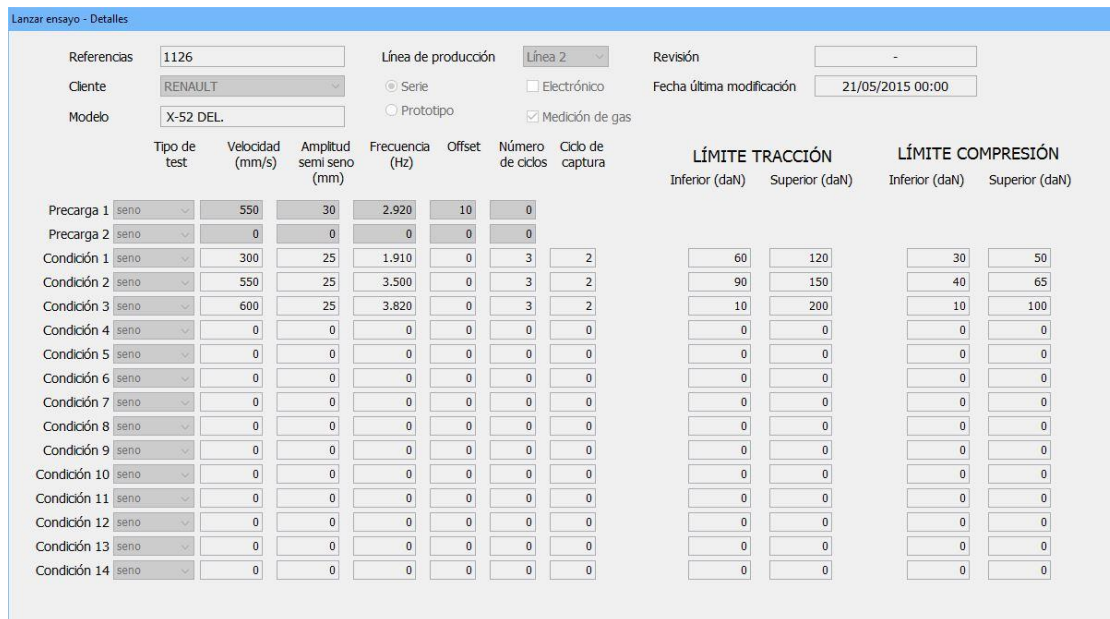 Lanzar ensayo - Detalles
Referencias 1126 Línea de producción Línea 2 Revisión -
Cliente RENAULT Serie Electrónico Fecha última modificación 21/05/2015 00:00
Modelo X-52 DEL. Prototipo Medición de gas
Tipo de test Velocidad (mm/s) Amplitud semi seno (mm) Frecuencia (Hz) Offset Número de ciclos Ciclo de captura LÍMITE TRACCIÓN LÍMITE COMPRESIÓN
Inferior (daN) Superior (daN) Inferior (daN) Superior (daN)
Precarga 1 seno 550 30 2.920 10 0
Precarga 2 seno 0 0 0 0 0
Condición 1 seno 300 25 1.910 0 3 2 60 120 30 50
Condición 2 seno 550 25 3.500 0 3 2 90 150 40 65
Condición 3 seno 600 25 3.820 0 3 2 10 200 10 100
Condición 4 seno 0 0 0 0 0 0 0 0 0 0
Condición 5 seno 0 0 0 0 0 0 0 0 0 0
Condición 6 seno 0 0 0 0 0 0 0 0 0 0
Condición 7 seno 0 0 0 0 0 0 0 0 0 0
Condición 8 seno 0 0 0 0 0 0 0 0 0 0
Condición 9 seno 0 0 0 0 0 0 0 0 0 0
Condición 10 seno 0 0 0 0 0 0 0 0 0 0
Condición 11 seno 0 0 0 0 0 0 0 0 0 0
Condición 12 seno 0 0 0 0 0 0 0 0 0 0
Condición 13 seno 0 0 0 0 0 0 0 0 0 0
Condición 14 seno 0 0 0 0 0 0 0 0 0 0